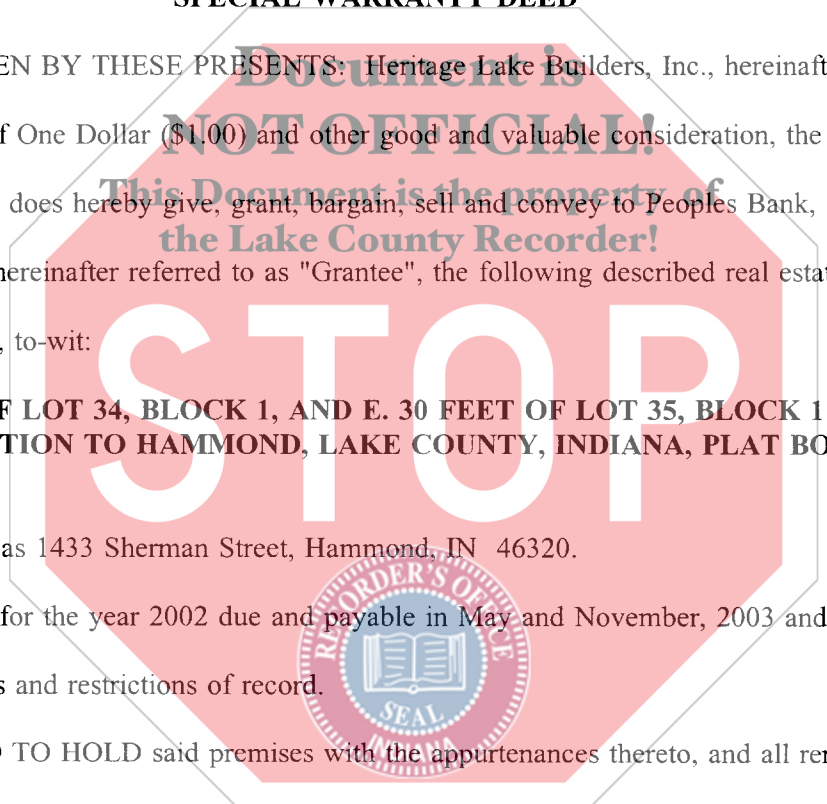 SPECIAL WARRANTY DEED
EN BY THESE PRESENTS: Heritage Lake Builders, Inc., hereinaft
Document is
f One Dollar ($1.00) and other good and valuable consideration, the
NOT OFFICIAL!
does hereby give, grant, bargain, sell and convey to Peoples Bank,
This Document is the property of
the Lake County Recorder!
hereinafter referred to as "Grantee", the following described real estat
, to-wit:
STOP
F LOT 34, BLOCK 1, AND E. 30 FEET OF LOT 35, BLOCK 1
TION TO HAMMOND, LAKE COUNTY, INDIANA, PLAT BO
as 1433 Sherman Street, Hammond, IN 46320.
for the year 2002 due and payable in May and November, 2003 and
s and restrictions of record.
RECORDER'S OFFICE
SEAL
INDIANA
TO HOLD said premises with the appurtenances thereto, and all re